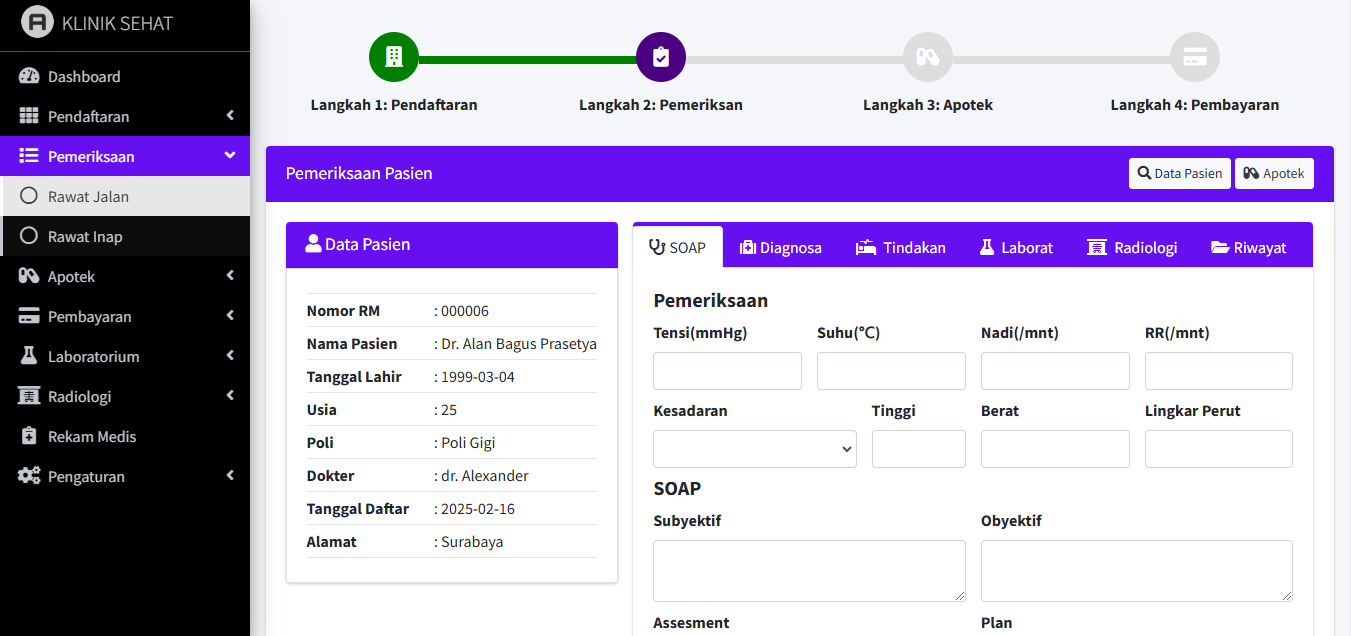 KLINIK SEHAT
Dashboard
Pendaftaran
Pemeriksaan
Rawat Jalan
Rawat Inap
Apotek
Pembayaran
Laboratorium
Radiologi
Rekam Medis
Pengaturan
Langkah 1: Pendaftaran
Langkah 2: Pemeriksan
Langkah 3: Apotek
Langkah 4: Pembayaran
Pemeriksaan Pasien
Data Pasien
Apotek
Data Pasien
Nomor RM : 000006
Nama Pasien : Dr. Alan Bagus Prasetya
Tanggal Lahir : 1999-03-04
Usia : 25
Poli : Poli Gigi
Dokter : dr. Alexander
Tanggal Daftar : 2025-02-16
Alamat : Surabaya
SOAP Diagnosa Tindakan Laborat Radiologi Riwayat
Pemeriksaan
Tensi(mmHg) Suhu(℃) Nadi(/mnt) RR(/mnt)
Kesadaran Tinggi Berat Lingkar Perut
SOAP
Subyektif Obyektif
Assesment Plan